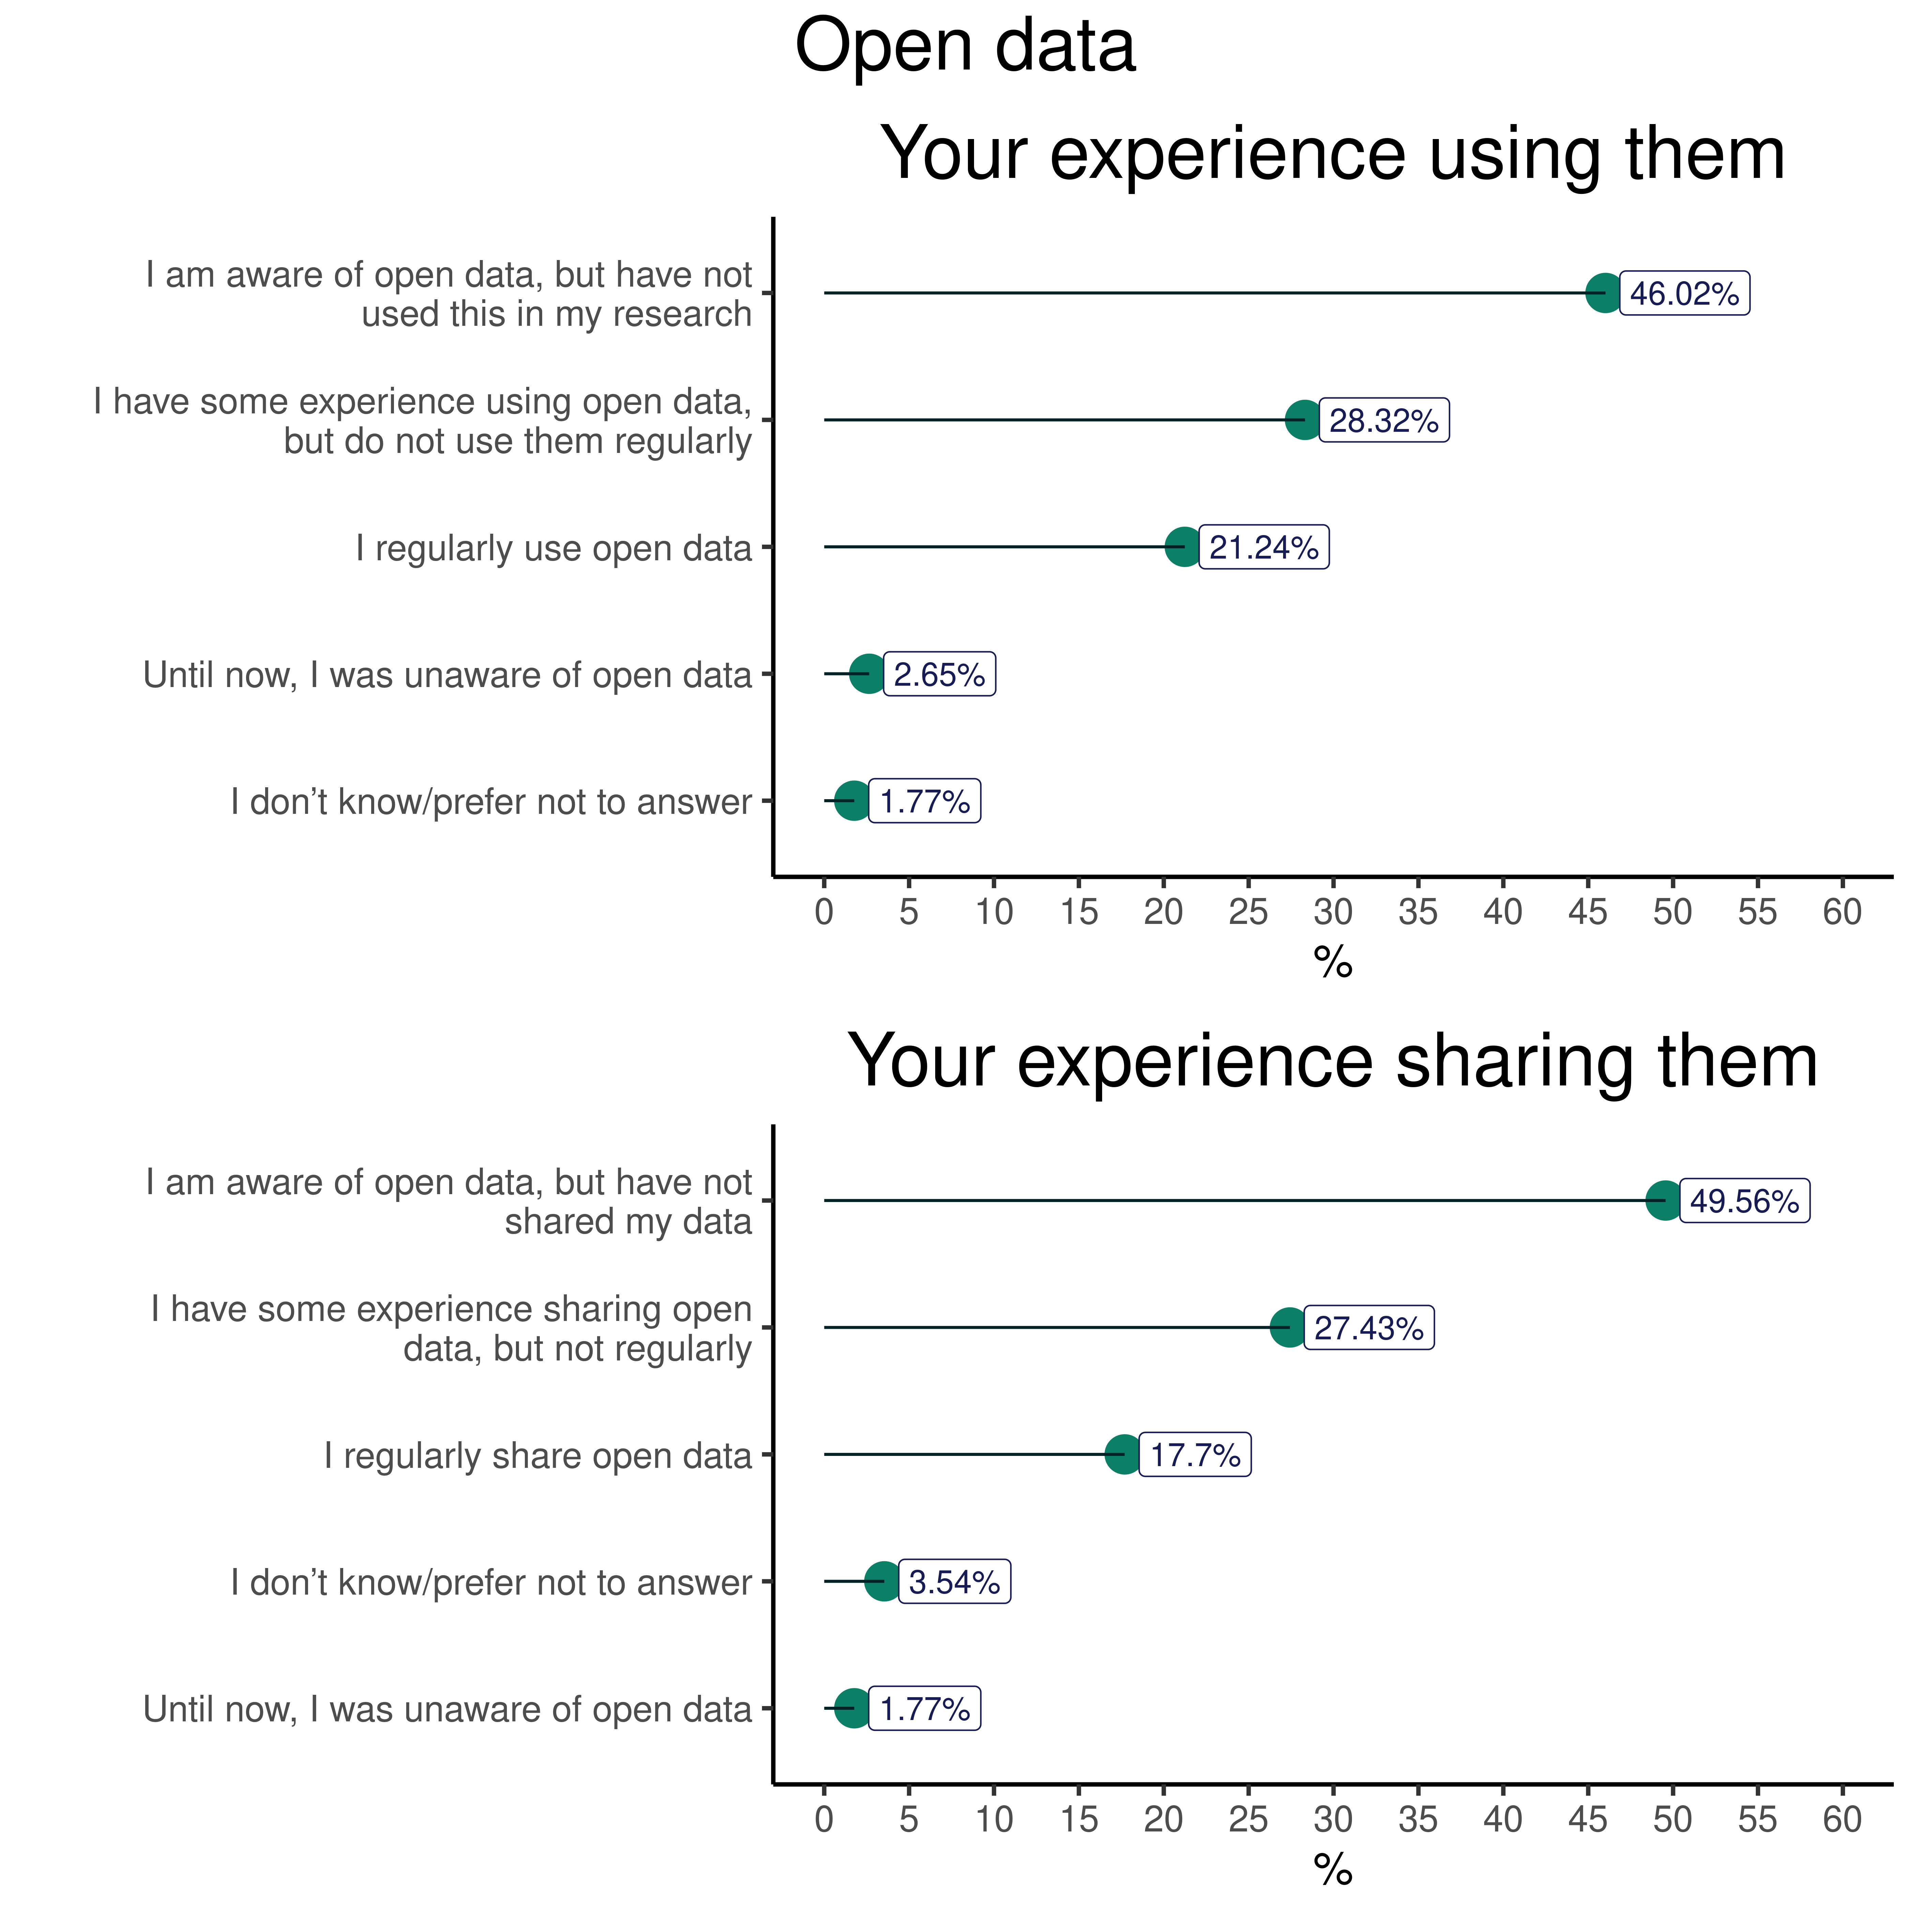 Open data
Your experience using them
I am aware of open data, but have not
used this in my research
46.02%
I have some experience using open data,
but do not use them regularly
28.32%
I regularly use open data
21.24%
Until now, I was unaware of open data
2.65%
I don’t know/prefer not to answer
1.77%
0 5 10 15 20 25 30 35 40 45 50 55 60
%
Your experience sharing them
I am aware of open data, but have not
shared my data
49.56%
I have some experience sharing open
data, but not regularly
27.43%
I regularly share open data
17.7%
I don’t know/prefer not to answer
3.54%
Until now, I was unaware of open data
1.77%
0 5 10 15 20 25 30 35 40 45 50 55 60
%